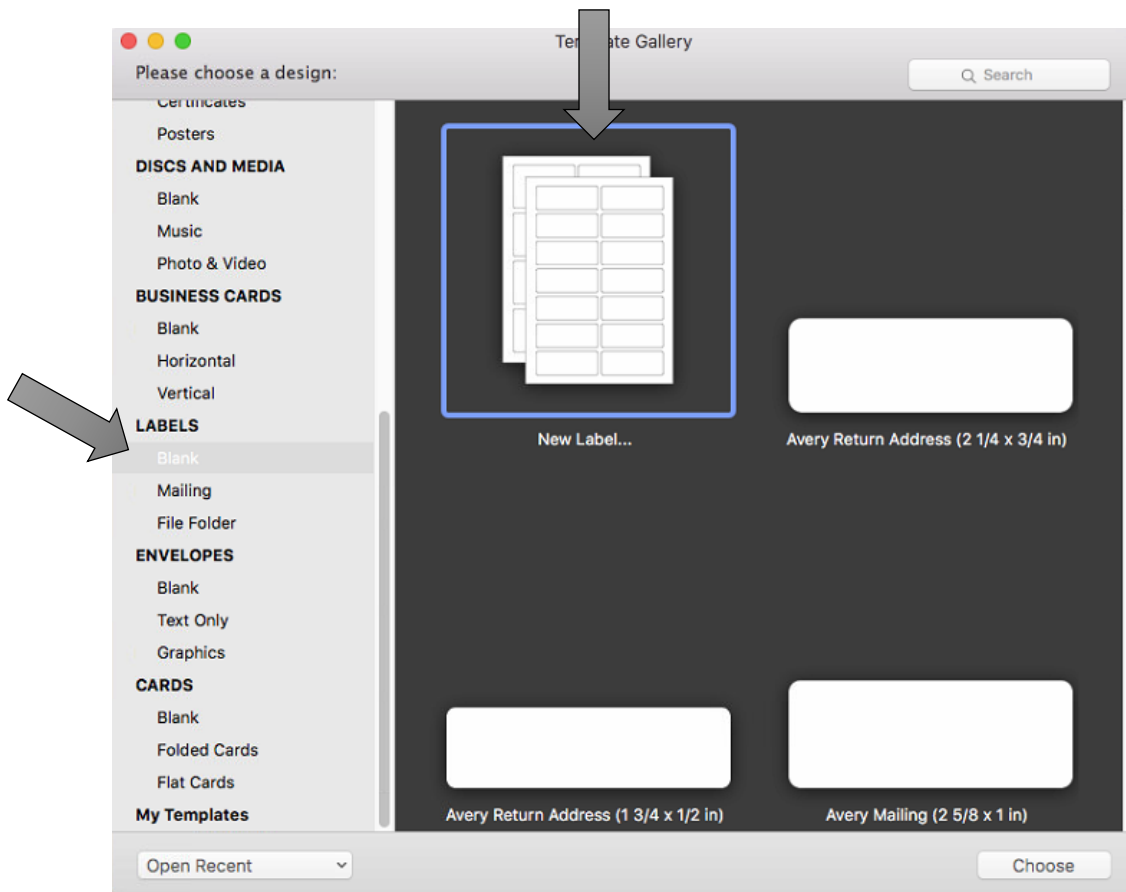 Template Gallery
Please choose a design:
Search
Certificates
Posters
DISCS AND MEDIA
Blank
Music
Photo & Video
BUSINESS CARDS
Blank
Horizontal
Vertical
LABELS
Blank
Mailing
File Folder
ENVELOPES
Blank
Text Only
Graphics
CARDS
Blank
Folded Cards
Flat Cards
My Templates
New Label...
Avery Return Address (2 1/4 x 3/4 in)
Avery Return Address (1 3/4 x 1/2 in)
Avery Mailing (2 5/8 x 1 in)
Open Recent
Choose